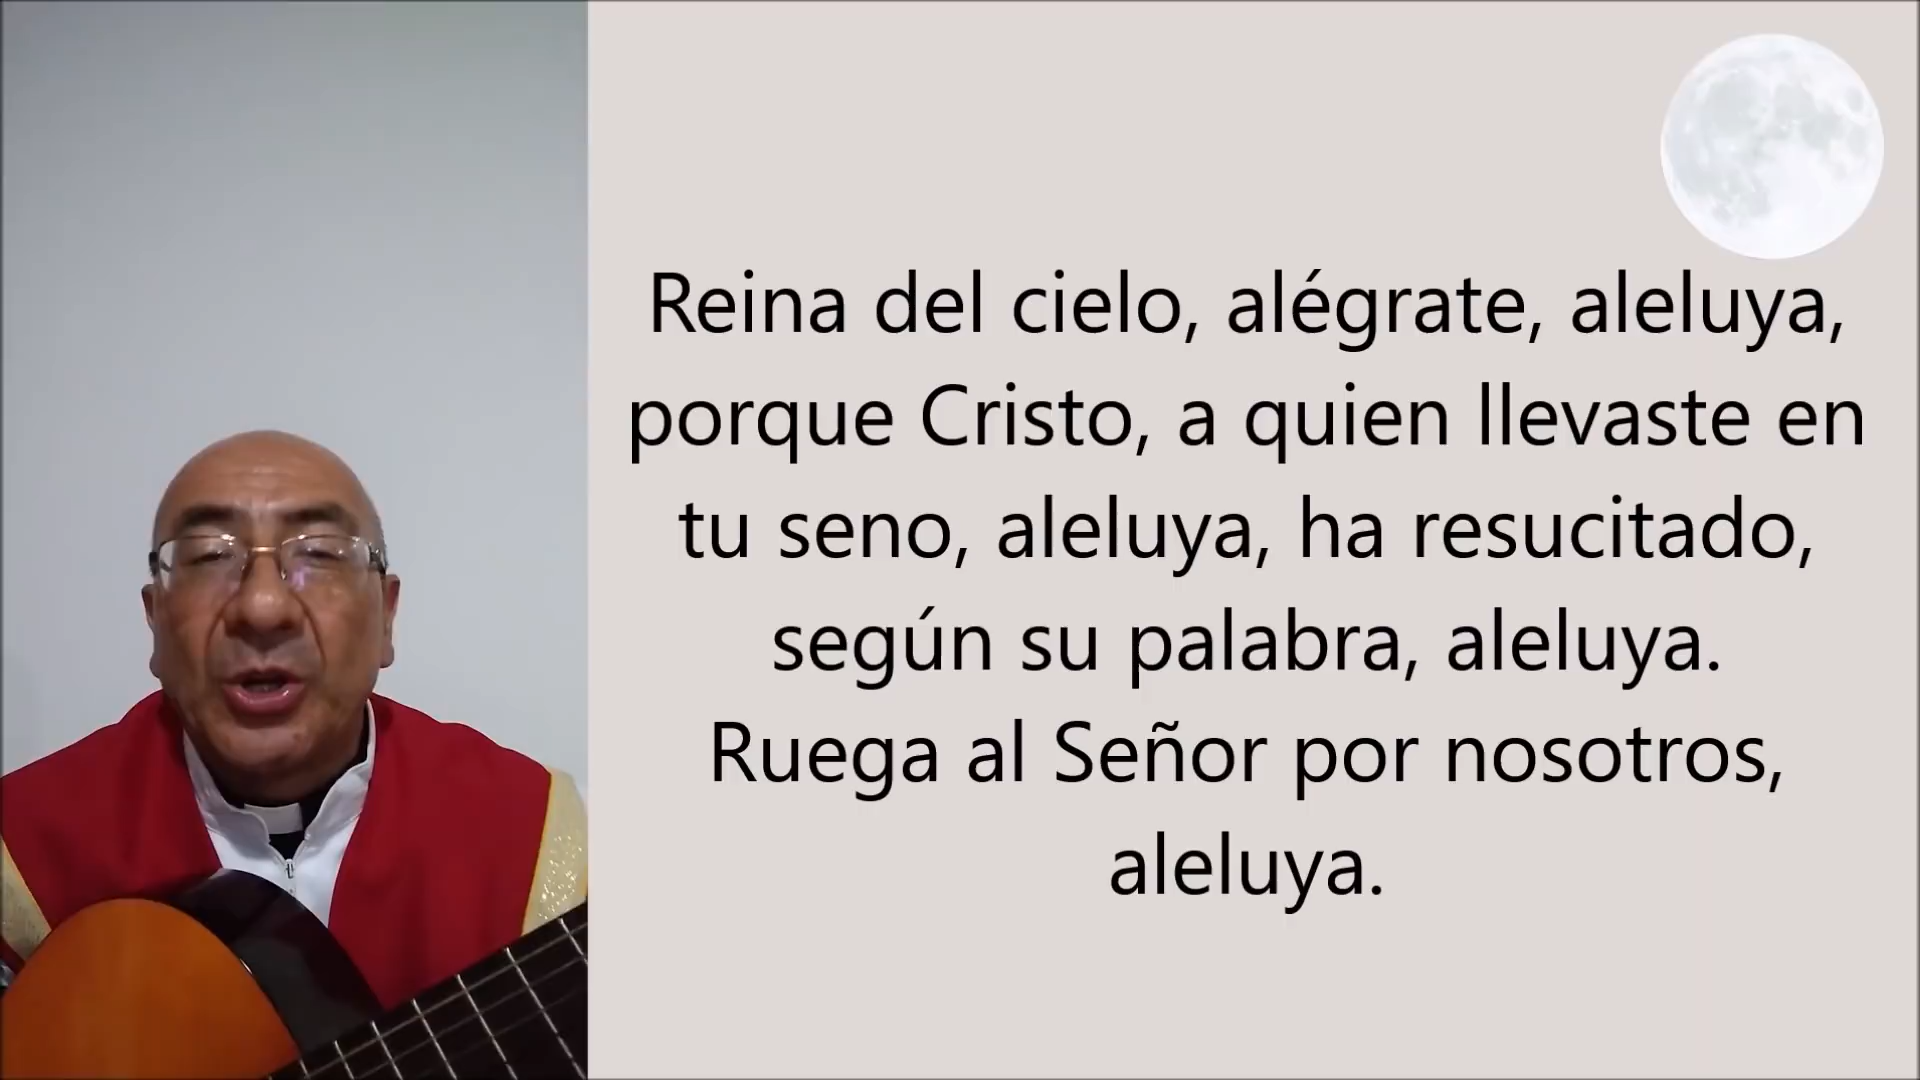 Reina del cielo, alégrate, aleluya,
porque Cristo, a quien llevaste en
tu seno, aleluya, ha resucitado,
según su palabra, aleluya.
Ruega al Señor por nosotros,
aleluya.